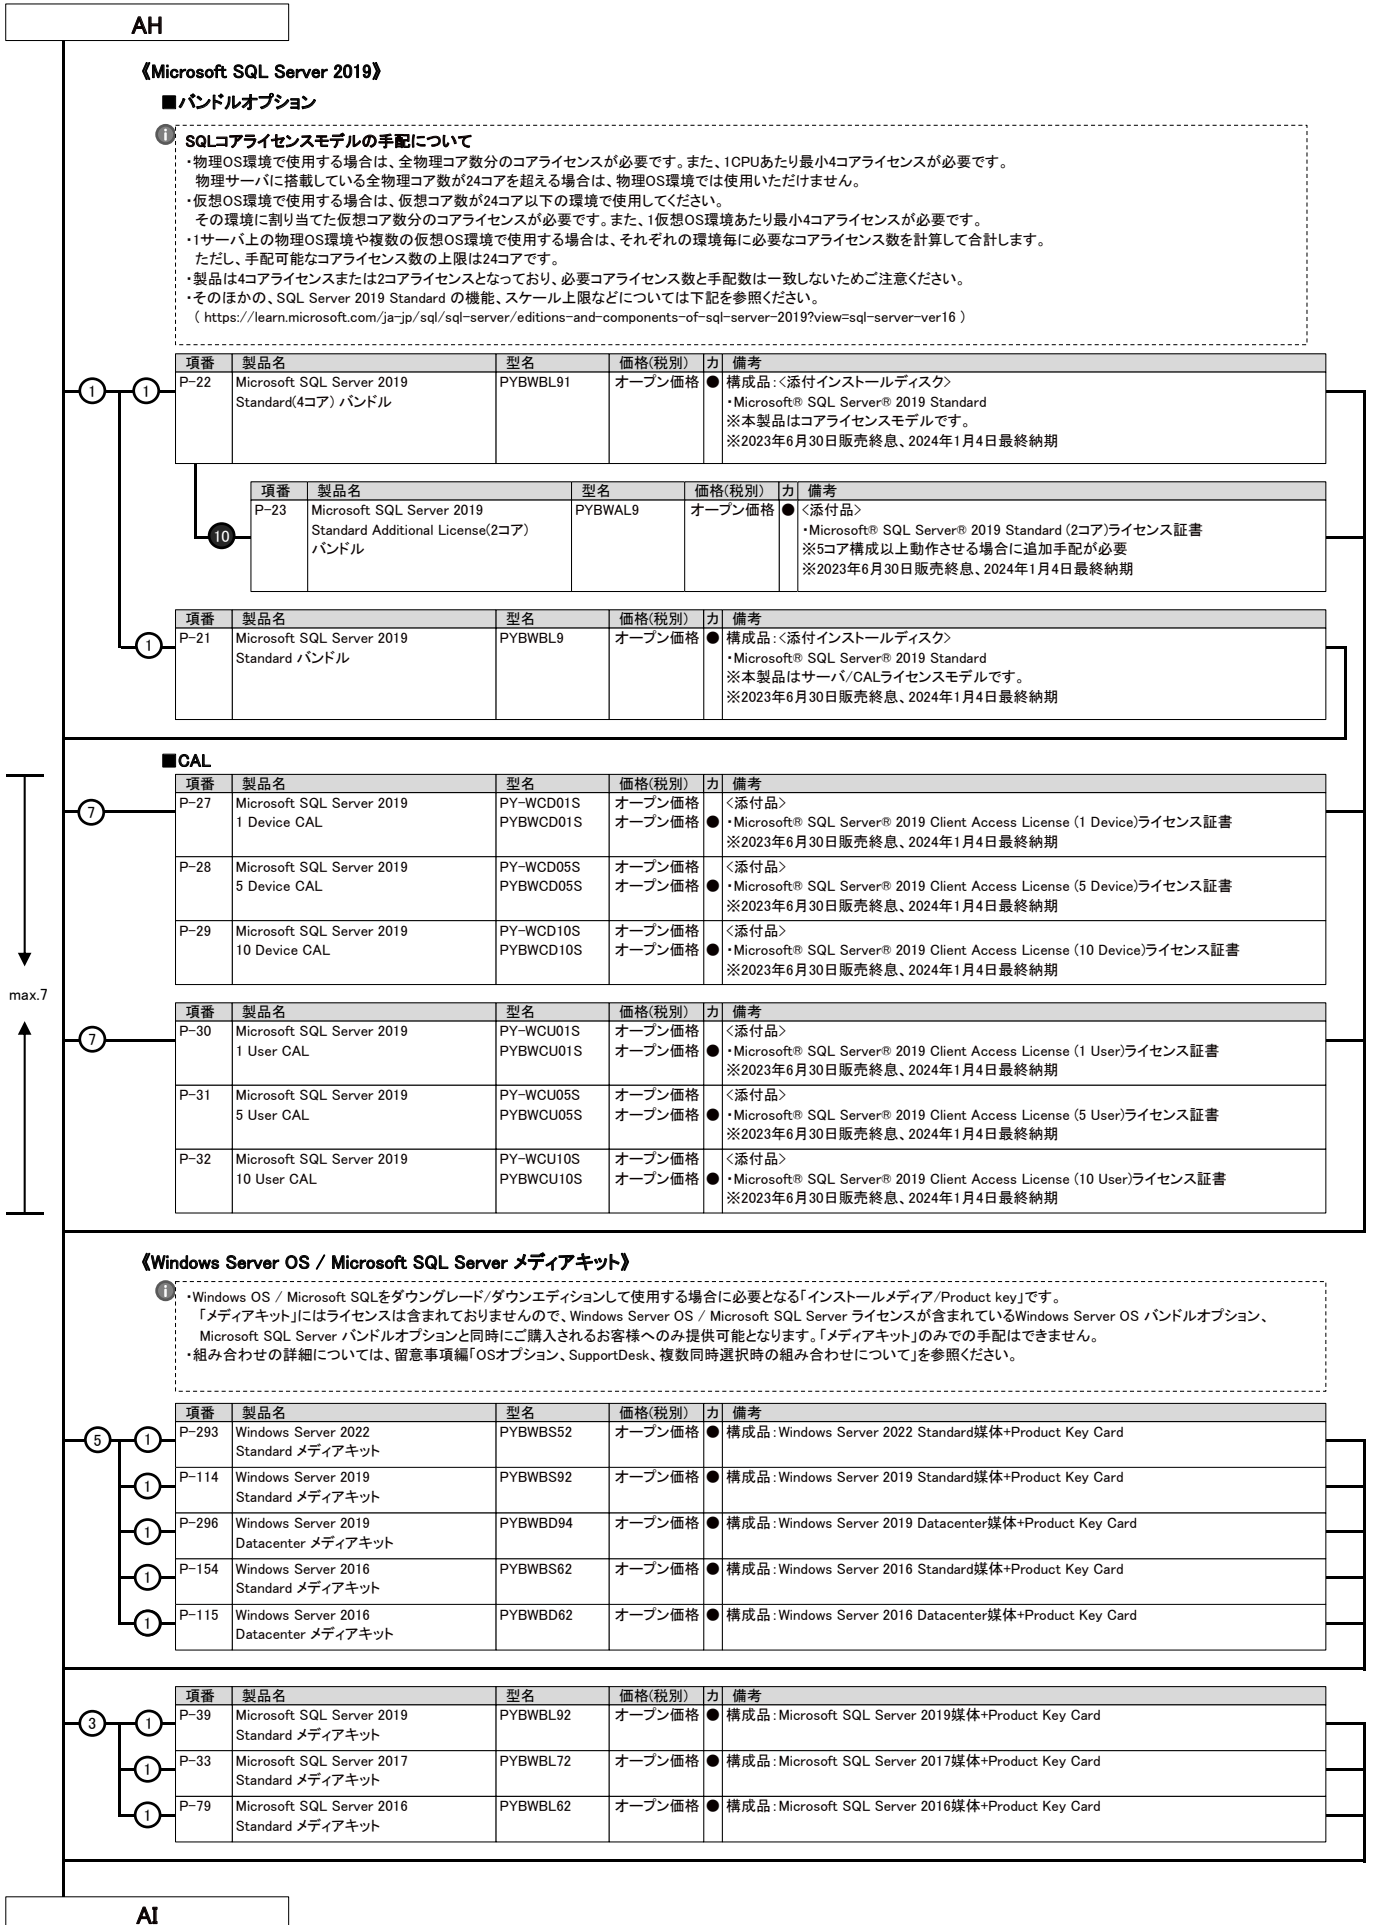 AH
《Microsoft SQL Server 2019》
■バンドルオプション
i
SQLコアライセンスモデルの手配について
・物理OS環境で使用する場合は、全物理コア数分のコアライセンスが必要です。また、1CPUあたり最小4コアライセンスが必要です。
物理サーバに搭載している全物理コア数が24コアを超える場合は、物理OS環境では使用いただけません。
・仮想OS環境で使用する場合は、仮想コア数が24コア以下の環境で使用してください。
その環境に割り当てた仮想コア数分のコアライセンスが必要です。また、1仮想OS環境あたり最小4コアライセンスが必要です。
・1サーバ上の物理OS環境や複数の仮想OS環境で使用する場合は、それぞれの環境毎に必要なコアライセンス数を計算して合計します。
ただし、手配可能なコアライセンス数の上限は24コアです。
・製品は4コアライセンスまたは2コアライセンスとなっており、必要コアライセンス数と手配数は一致しないためご注意ください。
・そのほかの、SQL Server 2019 Standard の機能、スケール上限などについては下記を参照ください。
( https://learn.microsoft.com/ja-jp/sql/sql-server/editions-and-components-of-sql-server-2019?view=sql-server-ver16 )
項番 製品名 型名 価格(税別) カ 備考
1 1 P-22 Microsoft SQL Server 2019 PYBWBL91 オープン価格 ● 構成品:<添付インストールディスク>
Standard(4コア) バンドル ・Microsoft® SQL Server® 2019 Standard
※本製品はコアライセンスモデルです。
※2023年6月30日販売終息、2024年1月4日最終納期
項番 製品名 型名 価格(税別) カ 備考
10 P-23 Microsoft SQL Server 2019 PYBWAL9 オープン価格 ● <添付品>
Standard Additional License(2コア) ・Microsoft® SQL Server® 2019 Standard (2コア)ライセンス証書
バンドル ※5コア構成以上動作させる場合に追加手配が必要
※2023年6月30日販売終息、2024年1月4日最終納期
項番 製品名 型名 価格(税別) カ 備考
1 P-21 Microsoft SQL Server 2019 PYBWBL9 オープン価格 ● 構成品:<添付インストールディスク>
Standard バンドル ・Microsoft® SQL Server® 2019 Standard
※本製品はサーバ/CALライセンスモデルです。
※2023年6月30日販売終息、2024年1月4日最終納期
■CAL
項番 製品名 型名 価格(税別) カ 備考
7 P-27 Microsoft SQL Server 2019 PY-WCD01S オープン価格 <添付品>
1 Device CAL PYBWCD01S オープン価格 ● ・Microsoft® SQL Server® 2019 Client Access License (1 Device)ライセンス証書
※2023年6月30日販売終息、2024年1月4日最終納期
P-28 Microsoft SQL Server 2019 PY-WCD05S オープン価格 <添付品>
5 Device CAL PYBWCD05S オープン価格 ● ・Microsoft® SQL Server® 2019 Client Access License (5 Device)ライセンス証書
※2023年6月30日販売終息、2024年1月4日最終納期
P-29 Microsoft SQL Server 2019 PY-WCD10S オープン価格 <添付品>
10 Device CAL PYBWCD10S オープン価格 ● ・Microsoft® SQL Server® 2019 Client Access License (10 Device)ライセンス証書
※2023年6月30日販売終息、2024年1月4日最終納期
max.7
項番 製品名 型名 価格(税別) カ 備考
7 P-30 Microsoft SQL Server 2019 PY-WCU01S オープン価格 <添付品>
1 User CAL PYBWCU01S オープン価格 ● ・Microsoft® SQL Server® 2019 Client Access License (1 User)ライセンス証書
※2023年6月30日販売終息、2024年1月4日最終納期
P-31 Microsoft SQL Server 2019 PY-WCU05S オープン価格 <添付品>
5 User CAL PYBWCU05S オープン価格 ● ・Microsoft® SQL Server® 2019 Client Access License (5 User)ライセンス証書
※2023年6月30日販売終息、2024年1月4日最終納期
P-32 Microsoft SQL Server 2019 PY-WCU10S オープン価格 <添付品>
10 User CAL PYBWCU10S オープン価格 ● ・Microsoft® SQL Server® 2019 Client Access License (10 User)ライセンス証書
※2023年6月30日販売終息、2024年1月4日最終納期
《Windows Server OS / Microsoft SQL Server メディアキット》
i
・Windows OS / Microsoft SQLをダウングレード/ダウンエディションして使用する場合に必要となる「インストールメディア/Product key」です。
「メディアキット」にはライセンスは含まれておりませんので、Windows Server OS / Microsoft SQL Server ライセンスが含まれているWindows Server OS バンドルオプション、
Microsoft SQL Server バンドルオプションと同時にご購入されるお客様へのみ提供可能となります。「メディアキット」のみでの手配はできません。
・組み合わせの詳細については、留意事項編「OSオプション、SupportDesk、複数同時選択時の組み合わせについて」を参照ください。
項番 製品名 型名 価格(税別) カ 備考
5 1 P-293 Windows Server 2022 PYBWBS52 オープン価格 ● 構成品:Windows Server 2022 Standard媒体+Product Key Card
Standard メディアキット
1 P-114 Windows Server 2019 PYBWBS92 オープン価格 ● 構成品:Windows Server 2019 Standard媒体+Product Key Card
Standard メディアキット
1 P-296 Windows Server 2019 PYBWBD94 オープン価格 ● 構成品:Windows Server 2019 Datacenter媒体+Product Key Card
Datacenter メディアキット
1 P-154 Windows Server 2016 PYBWBS62 オープン価格 ● 構成品:Windows Server 2016 Standard媒体+Product Key Card
Standard メディアキット
1 P-115 Windows Server 2016 PYBWBD62 オープン価格 ● 構成品:Windows Server 2016 Datacenter媒体+Product Key Card
Datacenter メディアキット
項番 製品名 型名 価格(税別) カ 備考
3 1 P-39 Microsoft SQL Server 2019 PYBWBL92 オープン価格 ● 構成品:Microsoft SQL Server 2019媒体+Product Key Card
Standard メディアキット
1 P-33 Microsoft SQL Server 2017 PYBWBL72 オープン価格 ● 構成品:Microsoft SQL Server 2017媒体+Product Key Card
Standard メディアキット
1 P-79 Microsoft SQL Server 2016 PYBWBL62 オープン価格 ● 構成品:Microsoft SQL Server 2016媒体+Product Key Card
Standard メディアキット
AI